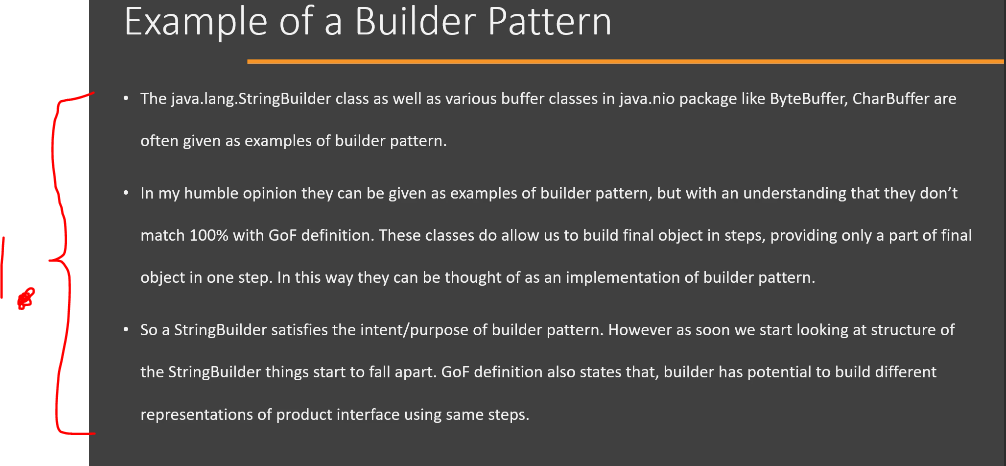 Example of a Builder Pattern
• The java.lang.StringBuilder class as well as various buffer classes in java.nio package like ByteBuffer, CharBuffer are
often given as examples of builder pattern.
• In my humble opinion they can be given as examples of builder pattern, but with an understanding that they don’t
match 100% with GoF definition. These classes do allow us to build final object in steps, providing only a part of final
object in one step. In this way they can be thought of as an implementation of builder pattern.
1.
• So a StringBuilder satisfies the intent/purpose of builder pattern. However as soon we start looking at structure of
the StringBuilder things start to fall apart. GoF definition also states that, builder has potential to build different
representations of product interface using same steps.